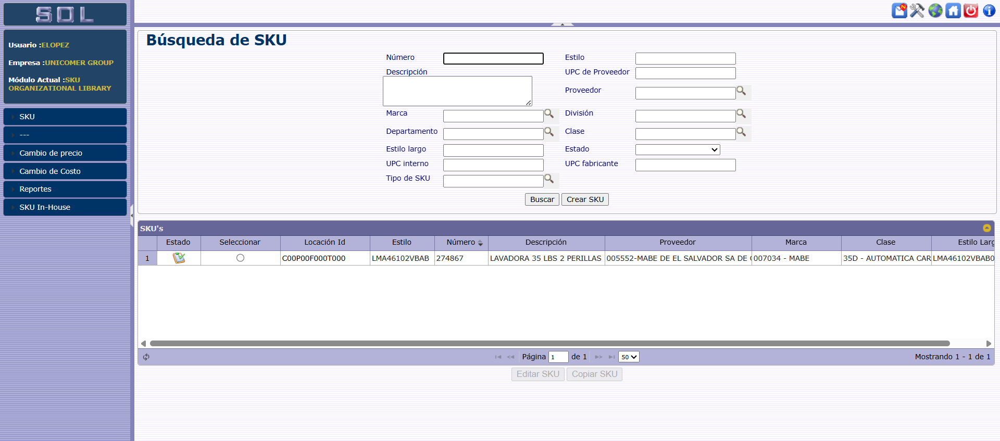 SOL
Usuario :ELOPEZ
Empresa :UNICOMER GROUP
Módulo Actual :SKU
ORGANIZATIONAL LIBRARY
SKU
---
Cambio de precio
Cambio de Costo
Reportes
SKU In-House
Búsqueda de SKU
Número
Estilo
Descripción
UPC de Proveedor
Proveedor
Marca
División
Departamento
Clase
Estilo largo
Estado
UPC interno
UPC fabricante
Tipo de SKU
Buscar
Crear SKU
SKU's
Estado Seleccionar Locación Id Estilo Número Descripción Proveedor Marca Clase Estilo Larg
1 C00P00F000T000 LMA46102VBAB 274867 LAVADORA 35 LBS 2 PERILLAS 005552-MABE DE EL SALVADOR SA DE 007034 - MABE 35D - AUTOMATICA CAR LMA46102VBAB0
Página 1 de 1 50 Mostrando 1 - 1 de 1
Editar SKU Copiar SKU